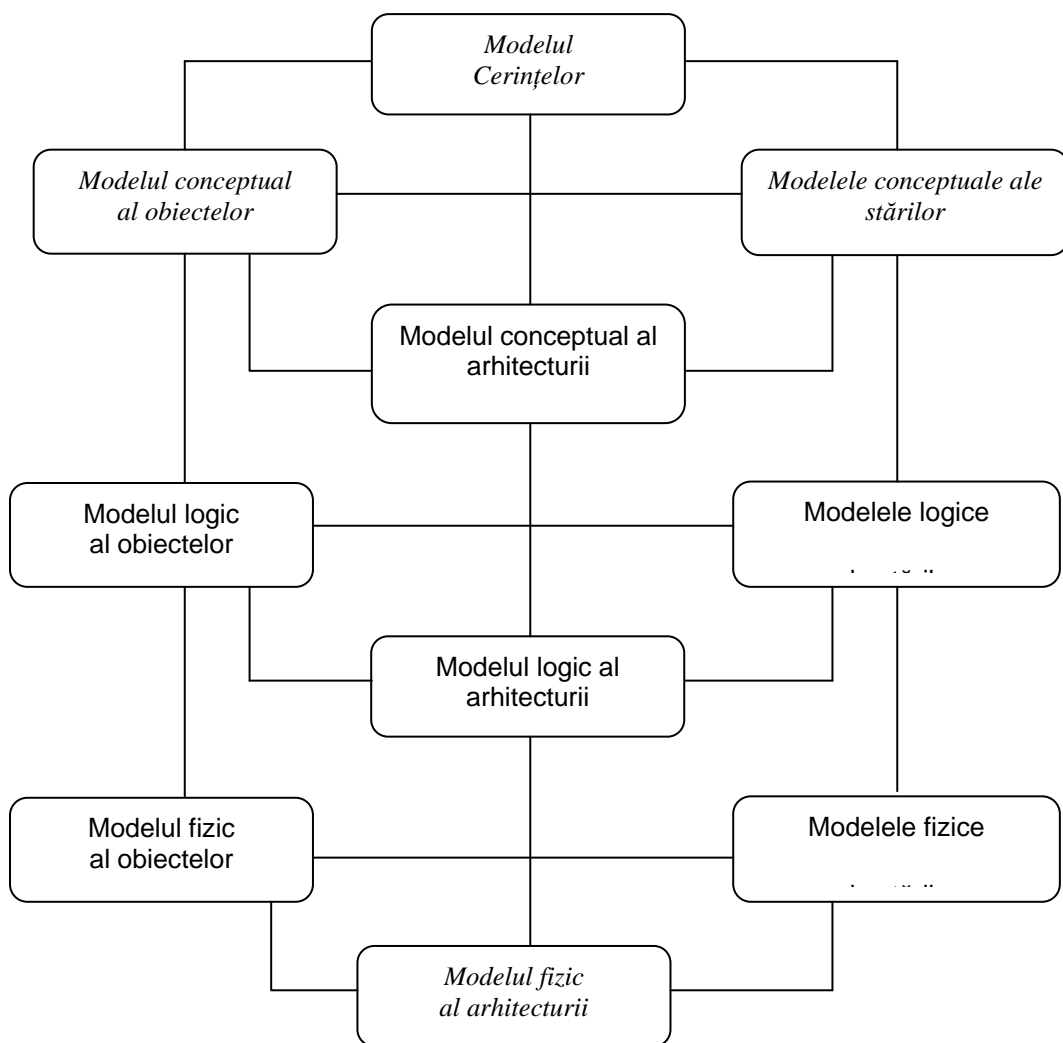 Modelul
Cerințelor
Modelul conceptual
al obiectelor
Modelele conceptuale ale
stărilor
Modelul conceptual al
arhitecturii
Modelul logic
al obiectelor
Modelele logice
Modelul logic al
arhitecturii
Modelul fizic
al obiectelor
Modelele fizice
Modelul fizic
al arhitecturii